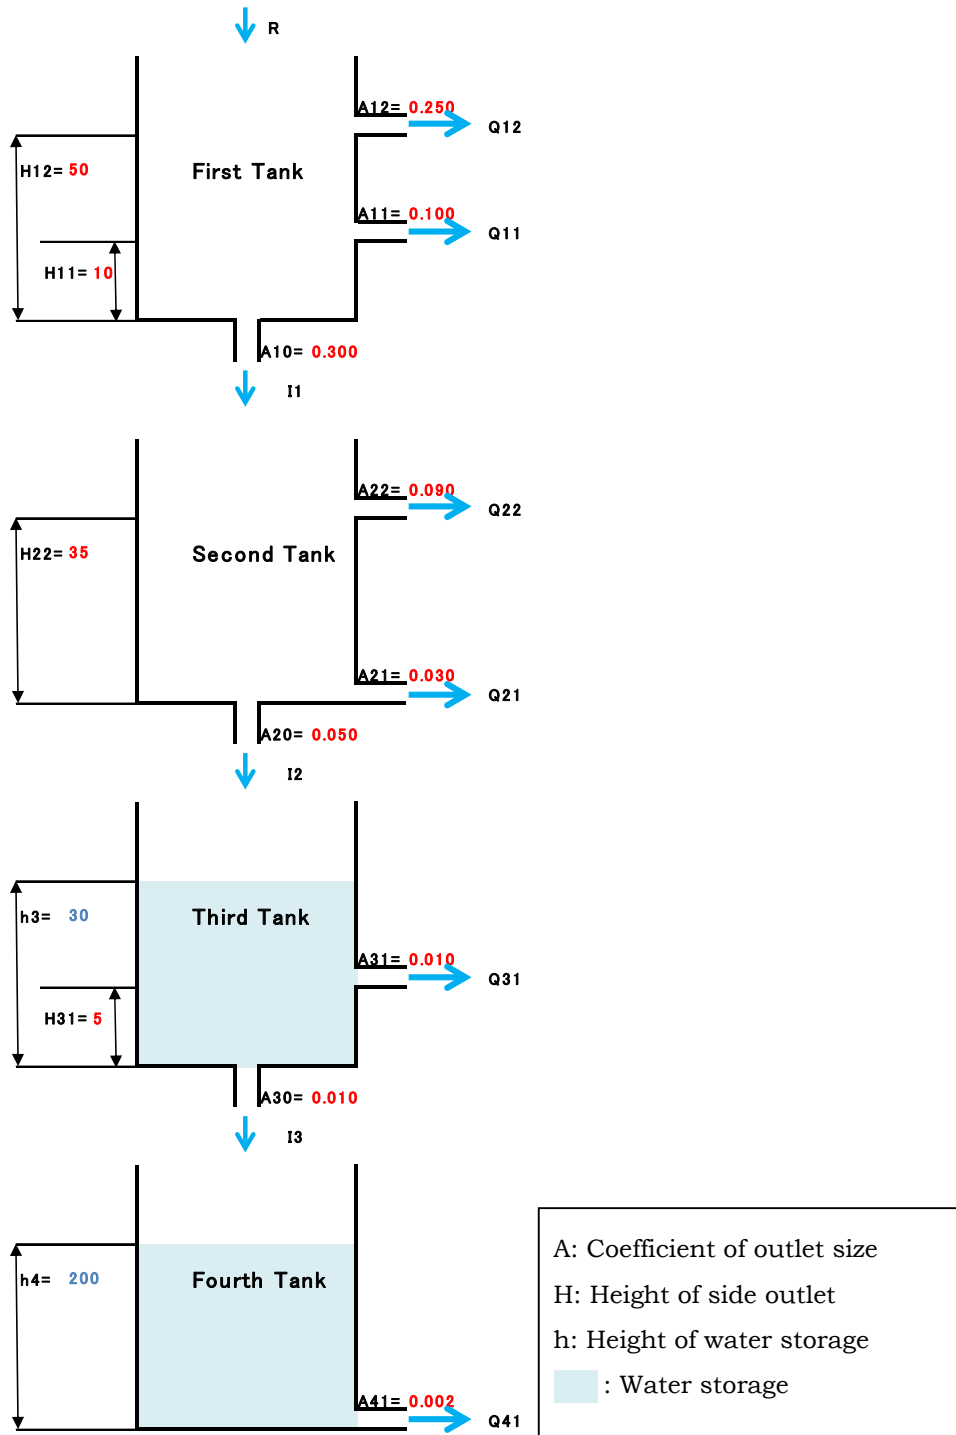 R
A12= 0.250
Q12
H12= 50
First Tank
A11= 0.100
Q11
H11= 10
A10= 0.300
I1
A22= 0.090
Q22
H22= 35
Second Tank
A21= 0.030
Q21
A20= 0.050
I2
h3= 30
Third Tank
A31= 0.010
Q31
H31= 5
A30= 0.010
I3
h4= 200
Fourth Tank
A41= 0.002
Q41
A: Coefficient of outlet size
H: Height of side outlet
h: Height of water storage
: Water storage